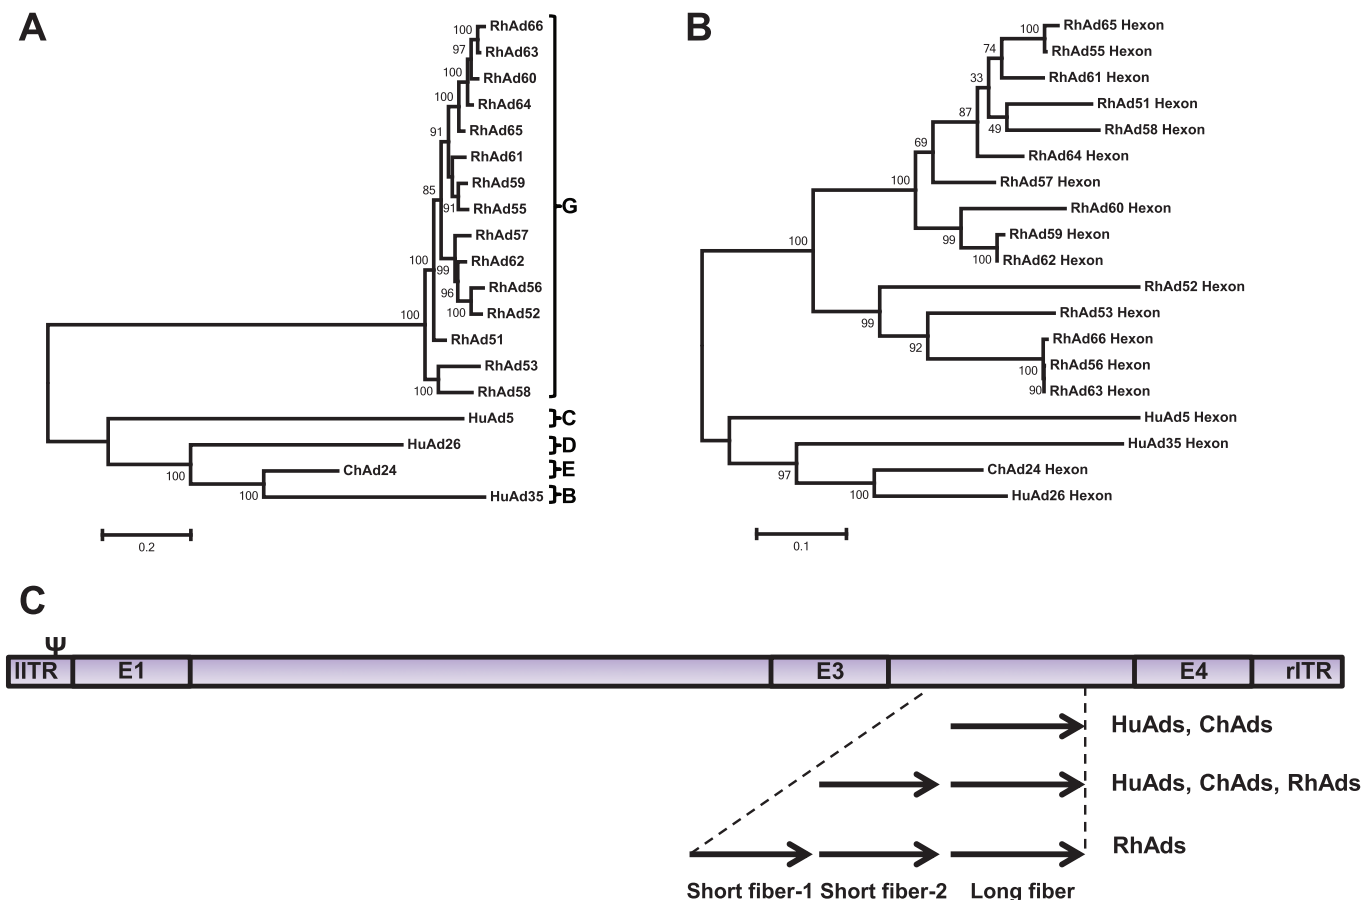 A
100
RhAd66
97
RhAd63
100
RhAd60
100
RhAd64
91
RhAd65
RhAd61
85
RhAd59
91
RhAd55
G
RhAd57
100
99
RhAd62
96
RhAd56
100
100
RhAd52
RhAd51
RhAd53
100
RhAd58
HuAd5
C
HuAd26
D
100
ChAd24
E
100
HuAd35
B
0.2
B
100
RhAd65 Hexon
74
RhAd55 Hexon
33
RhAd61 Hexon
87
RhAd51 Hexon
49
RhAd58 Hexon
69
RhAd64 Hexon
100
RhAd57 Hexon
RhAd60 Hexon
99
RhAd59 Hexon
100
100
RhAd62 Hexon
RhAd52 Hexon
99
RhAd53 Hexon
92
RhAd66 Hexon
100
RhAd56 Hexon
90
RhAd63 Hexon
HuAd5 Hexon
HuAd35 Hexon
97
ChAd24 Hexon
100
HuAd26 Hexon
0.1
C
Ψ
lITR E1 E3 E4 rITR
HuAds, ChAds
HuAds, ChAds, RhAds
RhAds
Short fiber-1 Short fiber-2 Long fiber